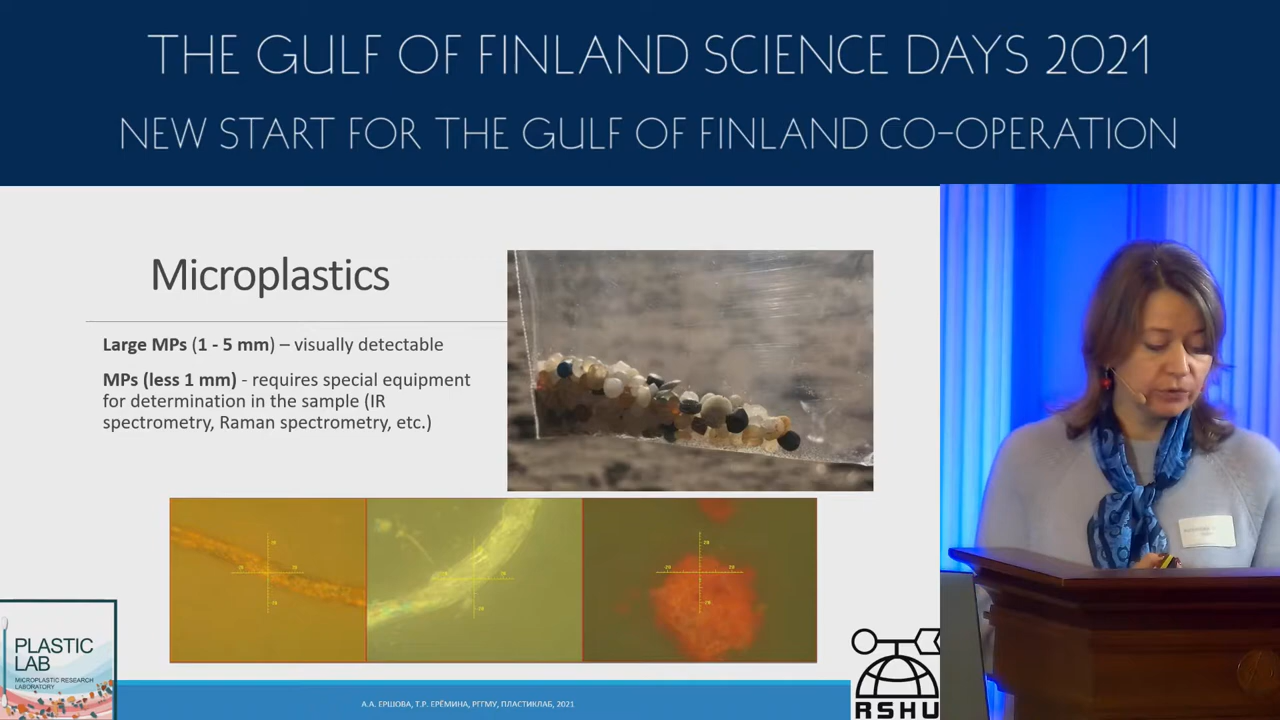 THE GULF OF FINLAND SCIENCE DAYS 2021
NEW START FOR THE GULF OF FINLAND CO-OPERATION
Microplastics
Large MPs (1 - 5 mm) – visually detectable
MPs (less 1 mm) - requires special equipment
for determination in the sample (IR
spectrometry, Raman spectrometry, etc.)
PLASTIC
LAB
MICROPLASTIC RESEARCH
LABORATORY
А.А. ЕРШОВА, Т.Р. ЕРЁМИНА, РГГМУ, ПЛАСТИКЛАБ, 2021
RSHU